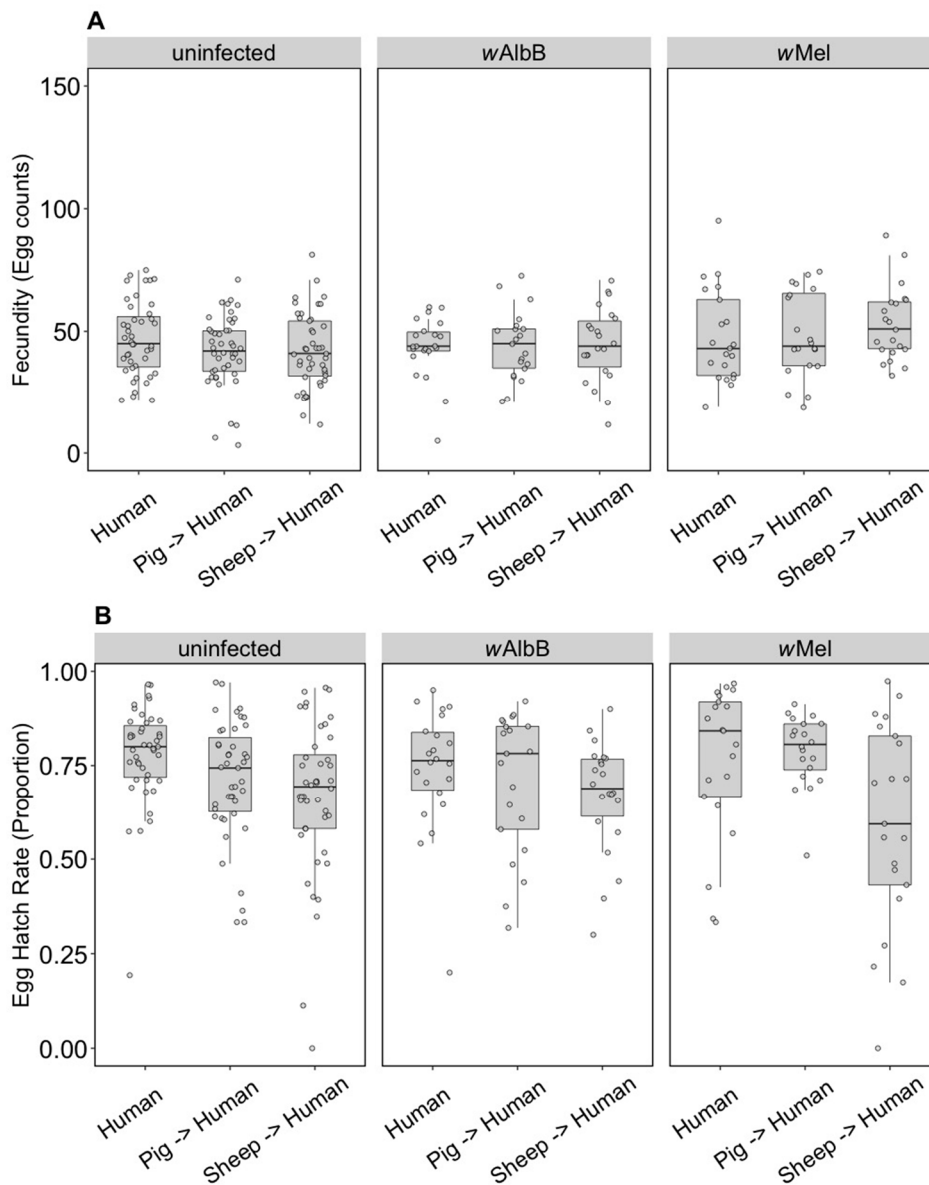 A
uninfected wAlbB wMel
Fecundity (Egg counts)
150
100
50
0
Human Pig -> Human Sheep -> Human Human Pig -> Human Sheep -> Human Human Pig -> Human Sheep -> Human
B
uninfected wAlbB wMel
Egg Hatch Rate (Proportion)
1.00
0.75
0.50
0.25
0.00
Human Pig -> Human Sheep -> Human Human Pig -> Human Sheep -> Human Human Pig -> Human Sheep -> Human